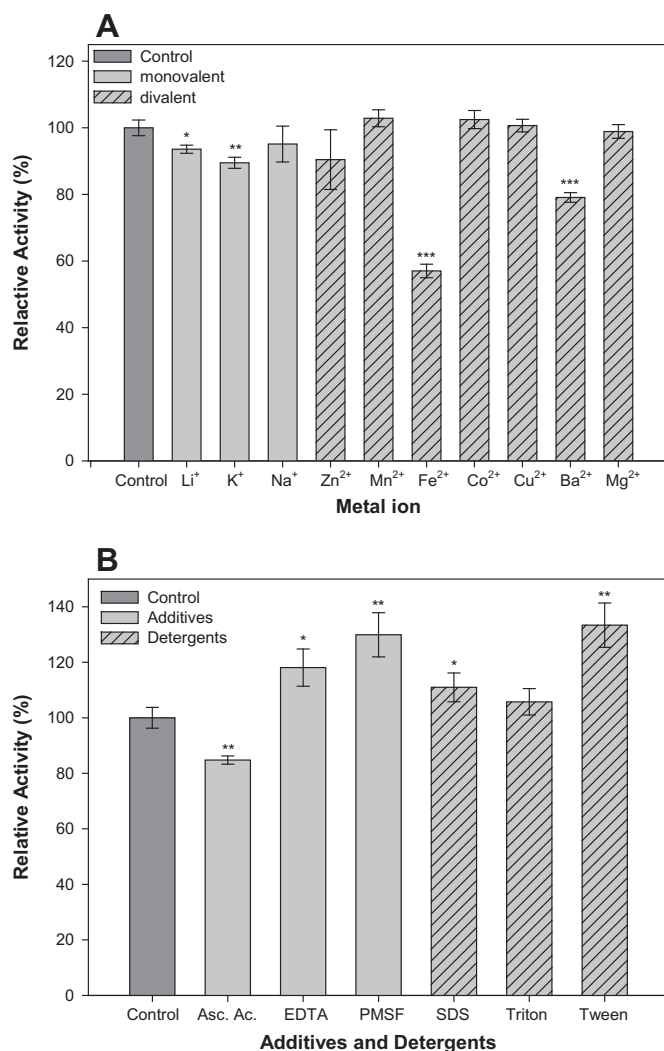 A
Control
monovalent
divalent
120
100
80
60
40
20
0
Relactive Activity (%)
* ** *** ***
Control Li⁺ K⁺ Na⁺ Zn²⁺ Mn²⁺ Fe²⁺ Co²⁺ Cu²⁺ Ba²⁺ Mg²⁺
Metal ion
B
Control
Additives
Detergents
140
120
100
80
60
40
20
0
Relative Activity (%)
** * ** * **
Control Asc. Ac. EDTA PMSF SDS Triton Tween
Additives and Detergents